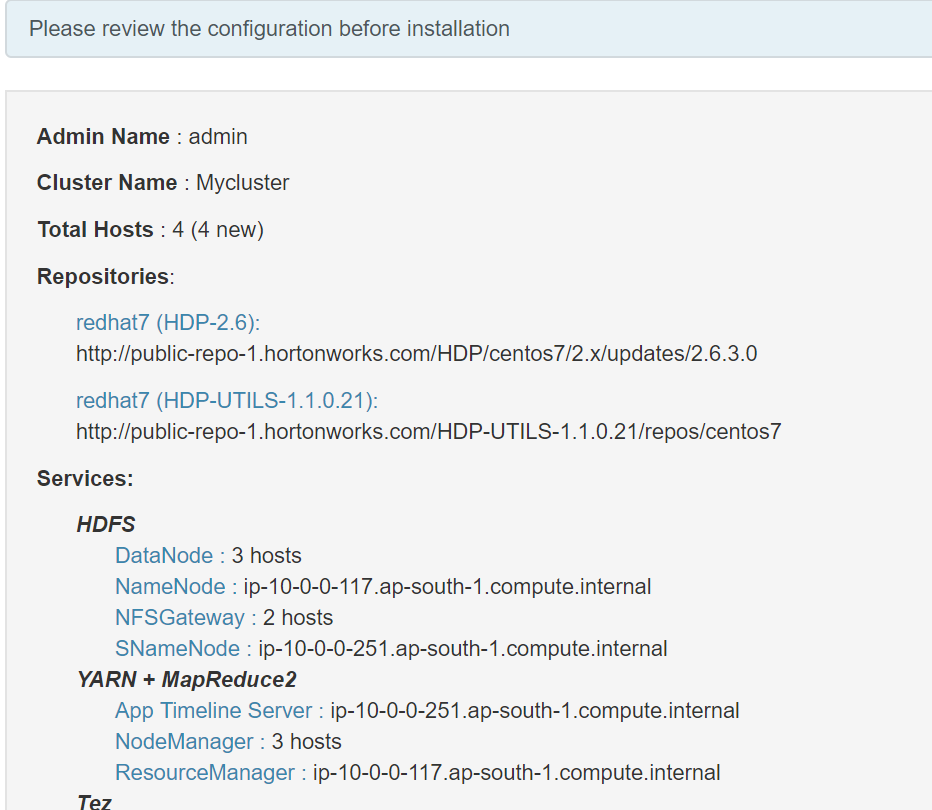 Please review the configuration before installation
Admin Name : admin
Cluster Name : Mycluster
Total Hosts : 4 (4 new)
Repositories:
redhat7 (HDP-2.6):
http://public-repo-1.hortonworks.com/HDP/centos7/2.x/updates/2.6.3.0
redhat7 (HDP-UTILS-1.1.0.21):
http://public-repo-1.hortonworks.com/HDP-UTILS-1.1.0.21/repos/centos7
Services:
HDFS
DataNode : 3 hosts
NameNode : ip-10-0-0-117.ap-south-1.compute.internal
NFSGateway : 2 hosts
SNameNode : ip-10-0-0-251.ap-south-1.compute.internal
YARN + MapReduce2
App Timeline Server : ip-10-0-0-251.ap-south-1.compute.internal
NodeManager : 3 hosts
ResourceManager : ip-10-0-0-117.ap-south-1.compute.internal
Tez